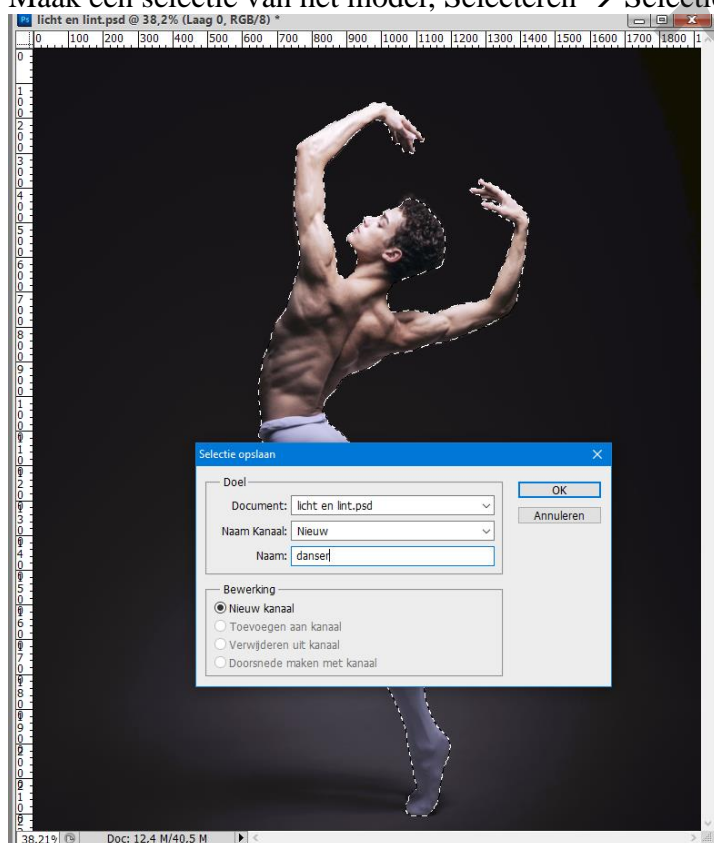 Maak een selectie van het model; Selecteren → Selectie
licht en lint.psd @ 38,2% (Laag 0, RGB/8) *
0 100 200 300 400 500 600 700 800 900 1000 1100 1200 1300 1400 1500 1600 1700 1800
Selectie opslaan
Doel
Document: licht en lint.psd
Naam Kanaal: Nieuw
Naam: danser
OK
Annuleren
Bewerking
Nieuw kanaal
Toevoegen aan kanaal
Verwijderen uit kanaal
Doorsnede maken met kanaal
38.21% Doc: 12,4 M/40,5 M